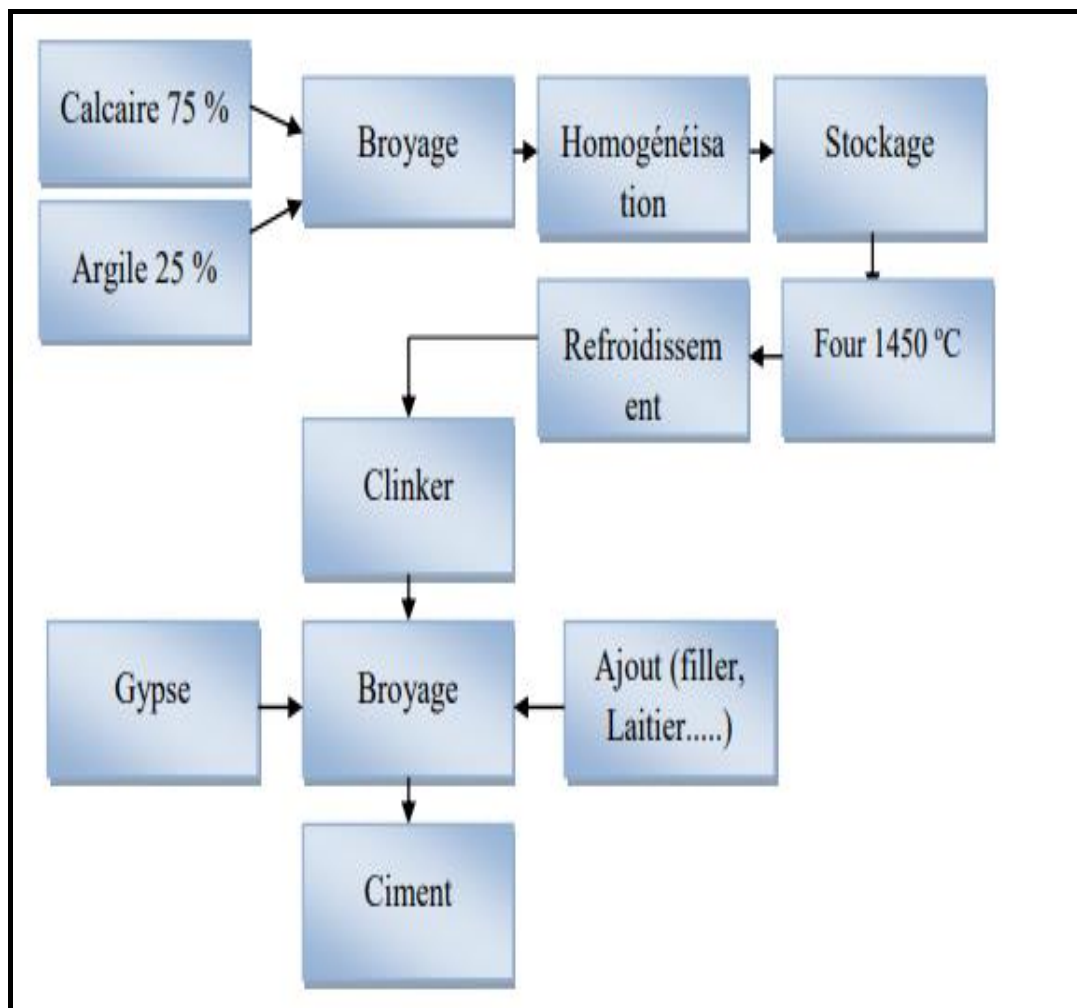 Calcaire 75 %
Argile 25 %
Broyage
Homogénéisa
tion
Stockage
Four 1450 ºC
Refroidissem
ent
Clinker
Gypse
Broyage
Ajout (filler,
Laitier.....)
Ciment